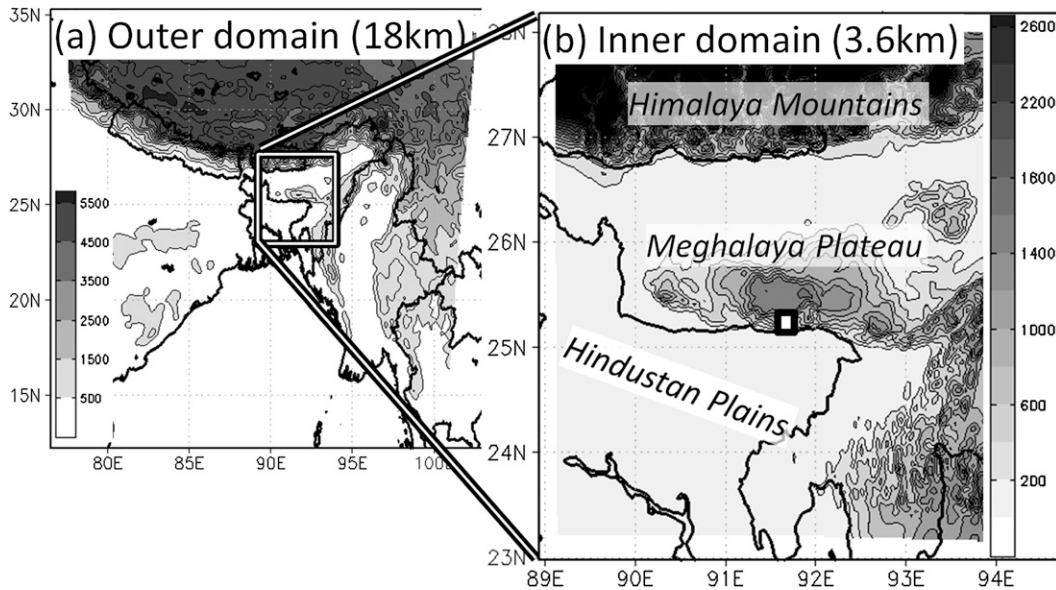 (a) Outer domain (18km)
35N
30N
25N
20N
15N
5500
4500
3500
2500
1500
500
80E
85E
90E
95E
(b) Inner domain (3.6km)
Himalaya Mountains
Meghalaya Plateau
Hindustan Plains
27N
26N
25N
24N
23N
89E
90E
91E
92E
93E
94E
2600
2200
1800
1400
1000
600
200